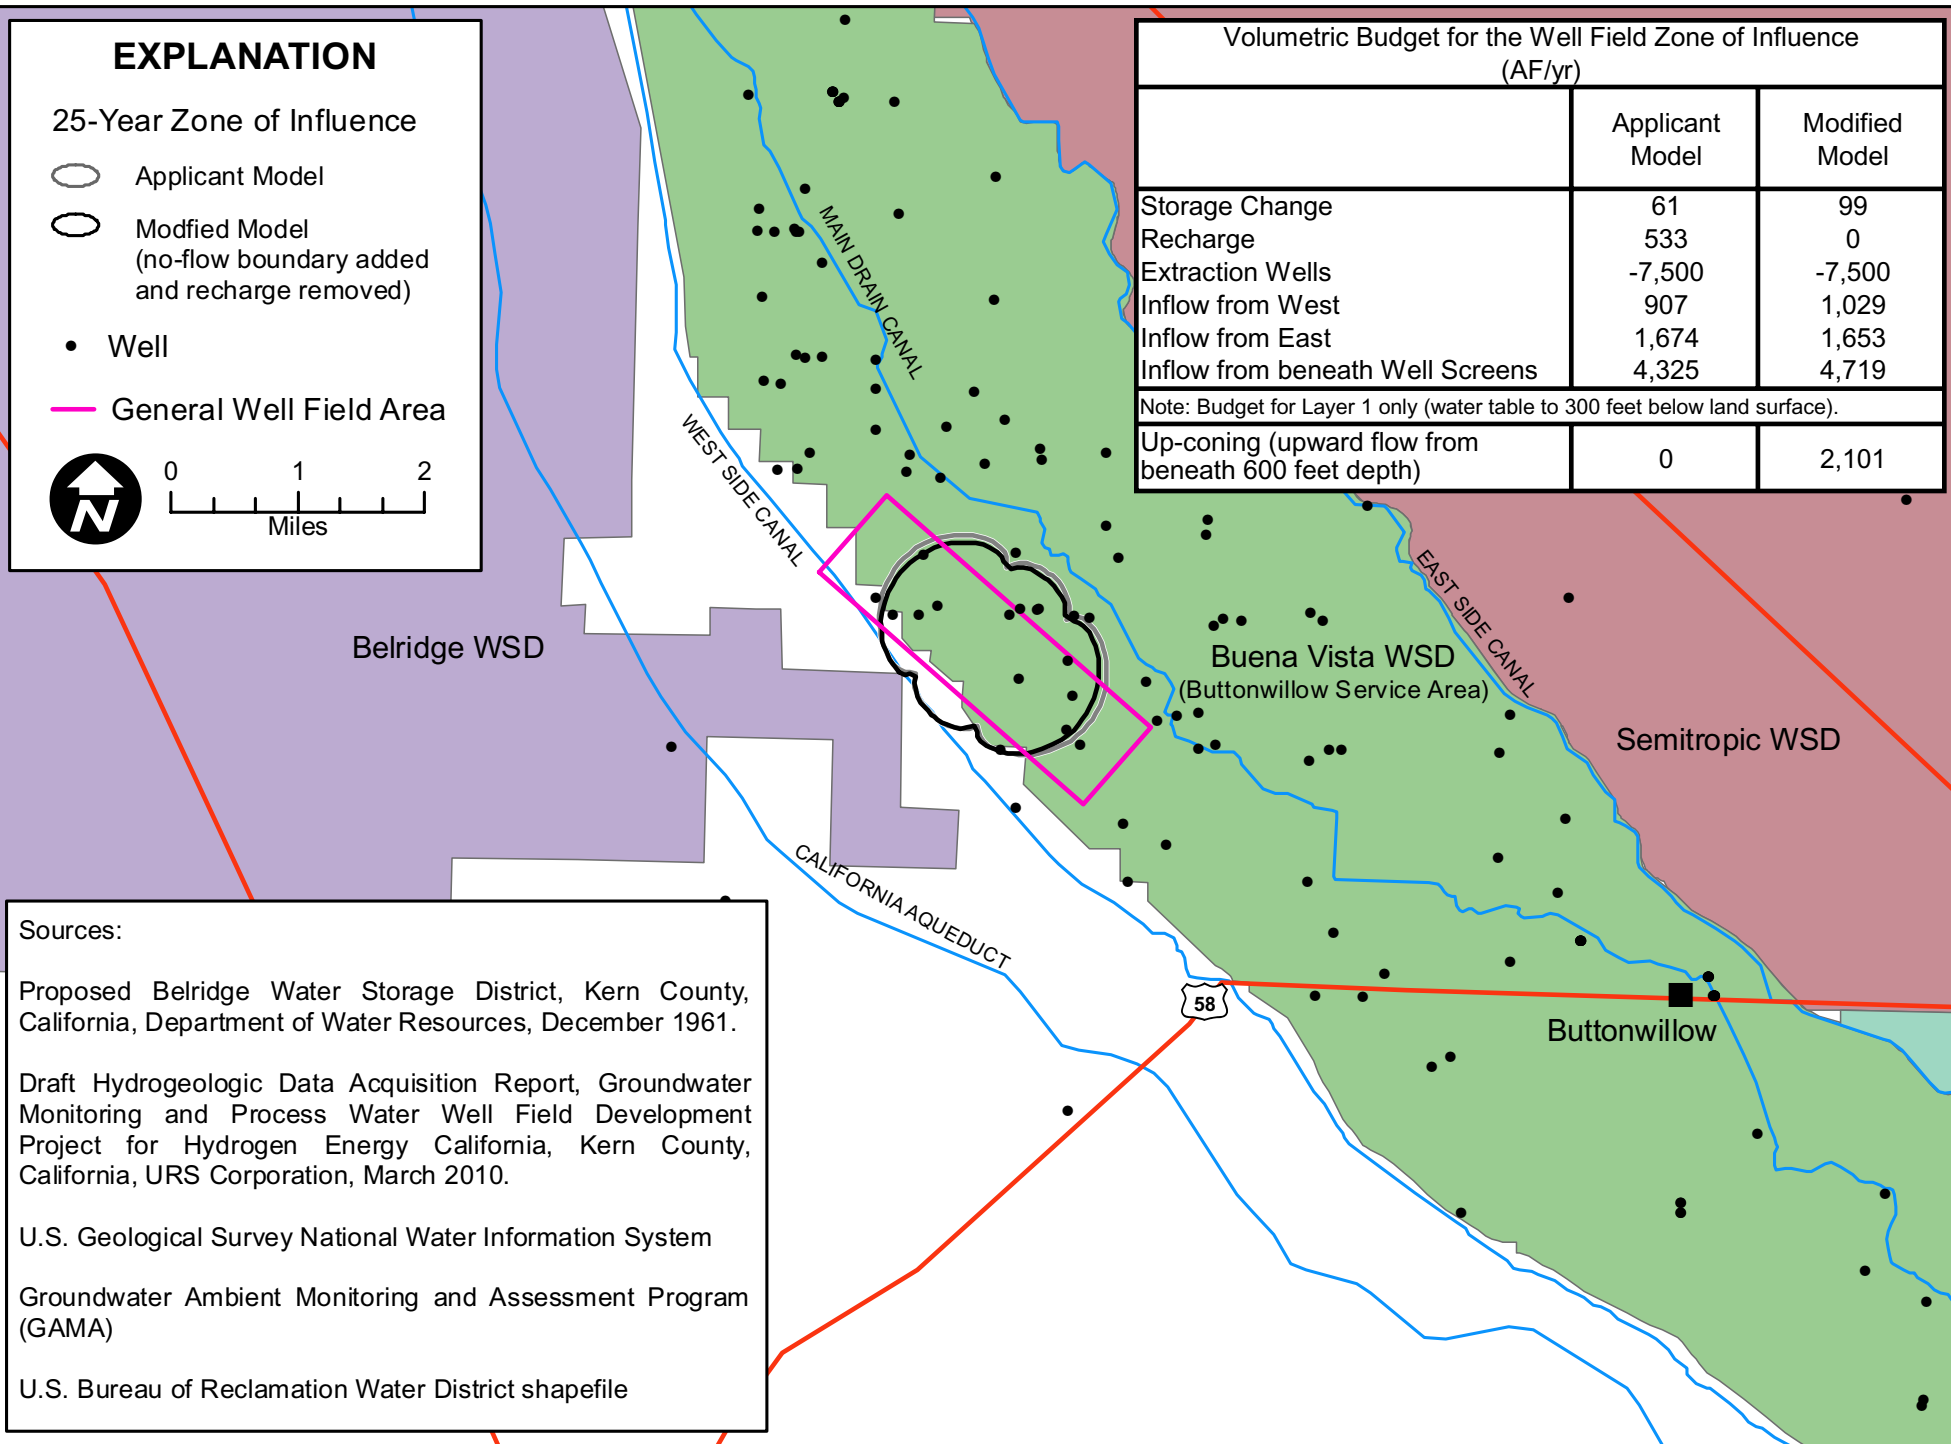 EXPLANATION
25-Year Zone of Influence
Applicant Model
Modfied Model
(no-flow boundary added
and recharge removed)
Well
General Well Field Area
N
0 1 2
Miles
Volumetric Budget for the Well Field Zone of Influence
(AF/yr)
Applicant Model Modified Model
Storage Change 61 99
Recharge 533 0
Extraction Wells -7,500 -7,500
Inflow from West 907 1,029
Inflow from East 1,674 1,653
Inflow from beneath Well Screens 4,325 4,719
Note: Budget for Layer 1 only (water table to 300 feet below land surface).
Up-coning (upward flow from
beneath 600 feet depth) 0 2,101
MAIN DRAIN CANAL
WEST SIDE CANAL
EAST SIDE CANAL
Belridge WSD
Buena Vista WSD
(Buttonwillow Service Area)
Semitropic WSD
CALIFORNIA AQUEDUCT
58
Buttonwillow
Sources:
Proposed Belridge Water Storage District, Kern County,
California, Department of Water Resources, December 1961.
Draft Hydrogeologic Data Acquisition Report, Groundwater
Monitoring and Process Water Well Field Development
Project for Hydrogen Energy California, Kern County,
California, URS Corporation, March 2010.
U.S. Geological Survey National Water Information System
Groundwater Ambient Monitoring and Assessment Program
(GAMA)
U.S. Bureau of Reclamation Water District shapefile